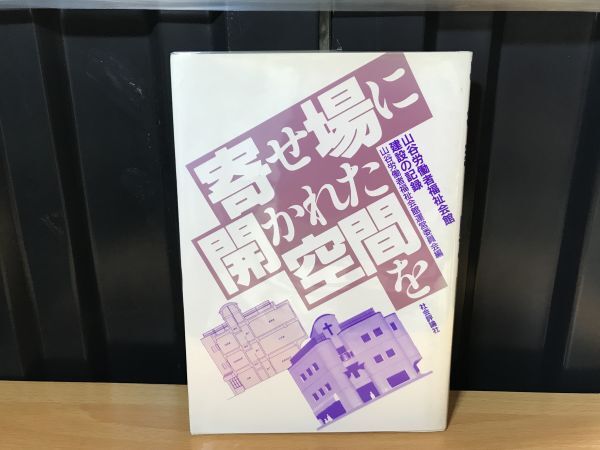 寄せ場に
開かれた
空間を
山谷労働者福祉会館
建設の記録
山谷労働者福祉会館運営委員会編
社会評論社